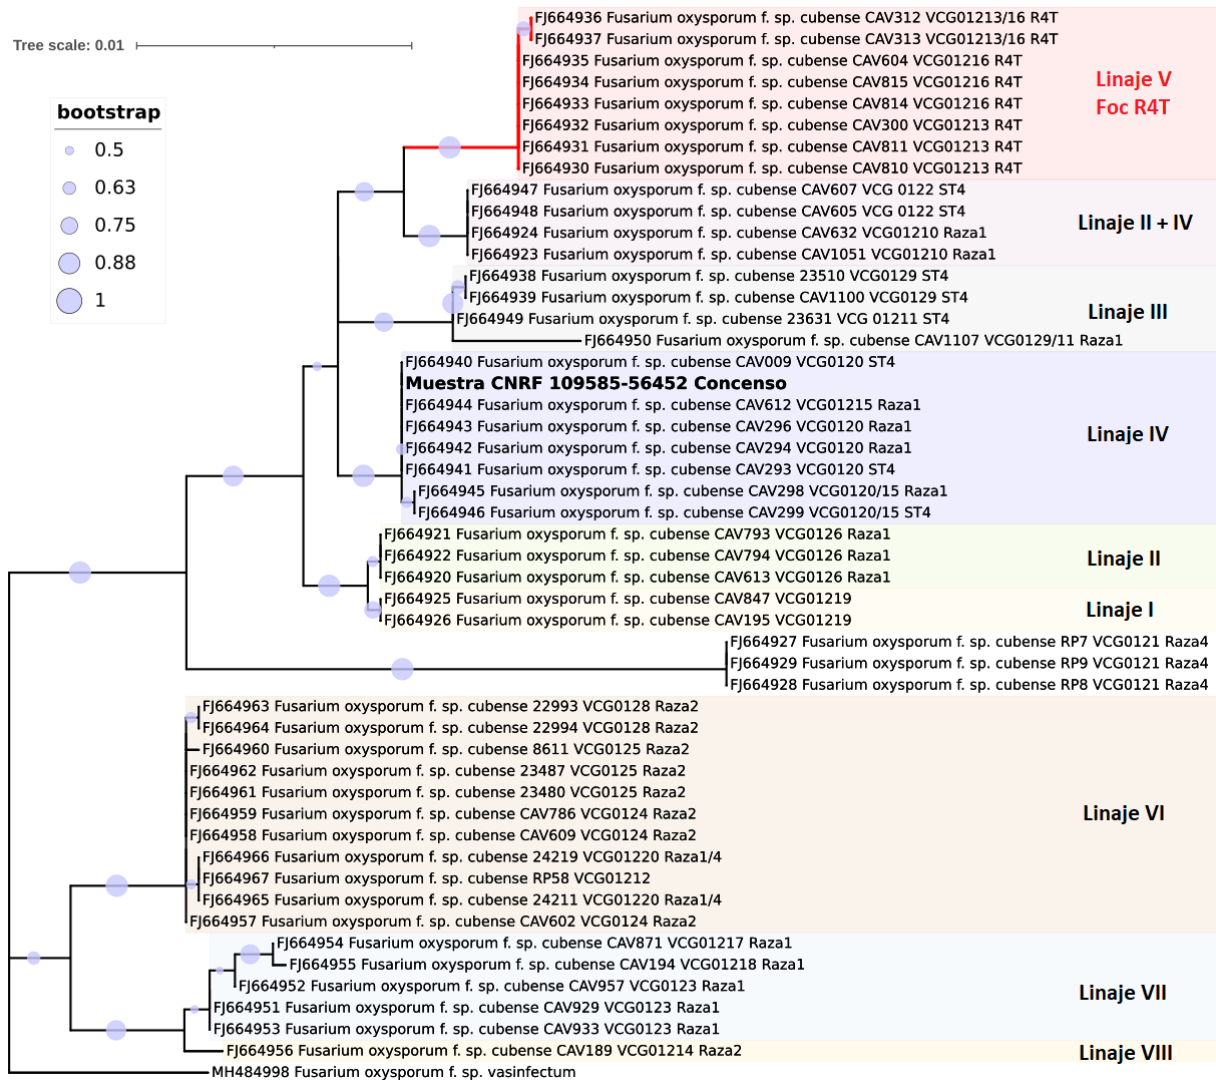 Tree scale: 0.01
bootstrap
0.5
0.63
0.75
0.88
1
FJ664936 Fusarium oxysporum f. sp. cubense CAV312 VCG01213/16 R4T
FJ664937 Fusarium oxysporum f. sp. cubense CAV313 VCG01213/16 R4T
FJ664935 Fusarium oxysporum f. sp. cubense CAV604 VCG01216 R4T
FJ664934 Fusarium oxysporum f. sp. cubense CAV815 VCG01216 R4T
FJ664933 Fusarium oxysporum f. sp. cubense CAV814 VCG01216 R4T
FJ664932 Fusarium oxysporum f. sp. cubense CAV300 VCG01213 R4T
FJ664931 Fusarium oxysporum f. sp. cubense CAV811 VCG01213 R4T
FJ664930 Fusarium oxysporum f. sp. cubense CAV810 VCG01213 R4T
Linaje V
Foc R4T
FJ664947 Fusarium oxysporum f. sp. cubense CAV607 VCG 0122 ST4
FJ664948 Fusarium oxysporum f. sp. cubense CAV605 VCG 0122 ST4
FJ664924 Fusarium oxysporum f. sp. cubense CAV632 VCG01210 Raza1
FJ664923 Fusarium oxysporum f. sp. cubense CAV1051 VCG01210 Raza1
Linaje II + IV
FJ664938 Fusarium oxysporum f. sp. cubense 23510 VCG0129 ST4
FJ664939 Fusarium oxysporum f. sp. cubense CAV1100 VCG0129 ST4
FJ664949 Fusarium oxysporum f. sp. cubense 23631 VCG 01211 ST4
FJ664950 Fusarium oxysporum f. sp. cubense CAV1107 VCG0129/11 Raza1
Linaje III
FJ664940 Fusarium oxysporum f. sp. cubense CAV009 VCG0120 ST4
Muestra CNRF 109585-56452 Concenso
FJ664944 Fusarium oxysporum f. sp. cubense CAV612 VCG01215 Raza1
FJ664943 Fusarium oxysporum f. sp. cubense CAV296 VCG0120 Raza1
FJ664942 Fusarium oxysporum f. sp. cubense CAV294 VCG0120 Raza1
FJ664941 Fusarium oxysporum f. sp. cubense CAV293 VCG0120 ST4
FJ664945 Fusarium oxysporum f. sp. cubense CAV298 VCG0120/15 Raza1
FJ664946 Fusarium oxysporum f. sp. cubense CAV299 VCG0120/15 ST4
Linaje IV
FJ664921 Fusarium oxysporum f. sp. cubense CAV793 VCG0126 Raza1
FJ664922 Fusarium oxysporum f. sp. cubense CAV794 VCG0126 Raza1
FJ664920 Fusarium oxysporum f. sp. cubense CAV613 VCG0126 Raza1
Linaje II
FJ664925 Fusarium oxysporum f. sp. cubense CAV847 VCG01219
FJ664926 Fusarium oxysporum f. sp. cubense CAV195 VCG01219
Linaje I
FJ664927 Fusarium oxysporum f. sp. cubense RP7 VCG0121 Raza4
FJ664929 Fusarium oxysporum f. sp. cubense RP9 VCG0121 Raza4
FJ664928 Fusarium oxysporum f. sp. cubense RP8 VCG0121 Raza4
FJ664963 Fusarium oxysporum f. sp. cubense 22993 VCG0128 Raza2
FJ664964 Fusarium oxysporum f. sp. cubense 22994 VCG0128 Raza2
FJ664960 Fusarium oxysporum f. sp. cubense 8611 VCG0125 Raza2
FJ664962 Fusarium oxysporum f. sp. cubense 23487 VCG0125 Raza2
FJ664961 Fusarium oxysporum f. sp. cubense 23480 VCG0125 Raza2
FJ664959 Fusarium oxysporum f. sp. cubense CAV786 VCG0124 Raza2
FJ664958 Fusarium oxysporum f. sp. cubense CAV609 VCG0124 Raza2
FJ664966 Fusarium oxysporum f. sp. cubense 24219 VCG01220 Raza1/4
FJ664967 Fusarium oxysporum f. sp. cubense RP58 VCG01212
FJ664965 Fusarium oxysporum f. sp. cubense 24211 VCG01220 Raza1/4
FJ664957 Fusarium oxysporum f. sp. cubense CAV602 VCG0124 Raza2
Linaje VI
FJ664954 Fusarium oxysporum f. sp. cubense CAV871 VCG01217 Raza1
FJ664955 Fusarium oxysporum f. sp. cubense CAV194 VCG01218 Raza1
FJ664952 Fusarium oxysporum f. sp. cubense CAV957 VCG0123 Raza1
FJ664951 Fusarium oxysporum f. sp. cubense CAV929 VCG0123 Raza1
FJ664953 Fusarium oxysporum f. sp. cubense CAV933 VCG0123 Raza1
Linaje VII
FJ664956 Fusarium oxysporum f. sp. cubense CAV189 VCG01214 Raza2
Linaje VIII
MH484998 Fusarium oxysporum f. sp. vasinfectum